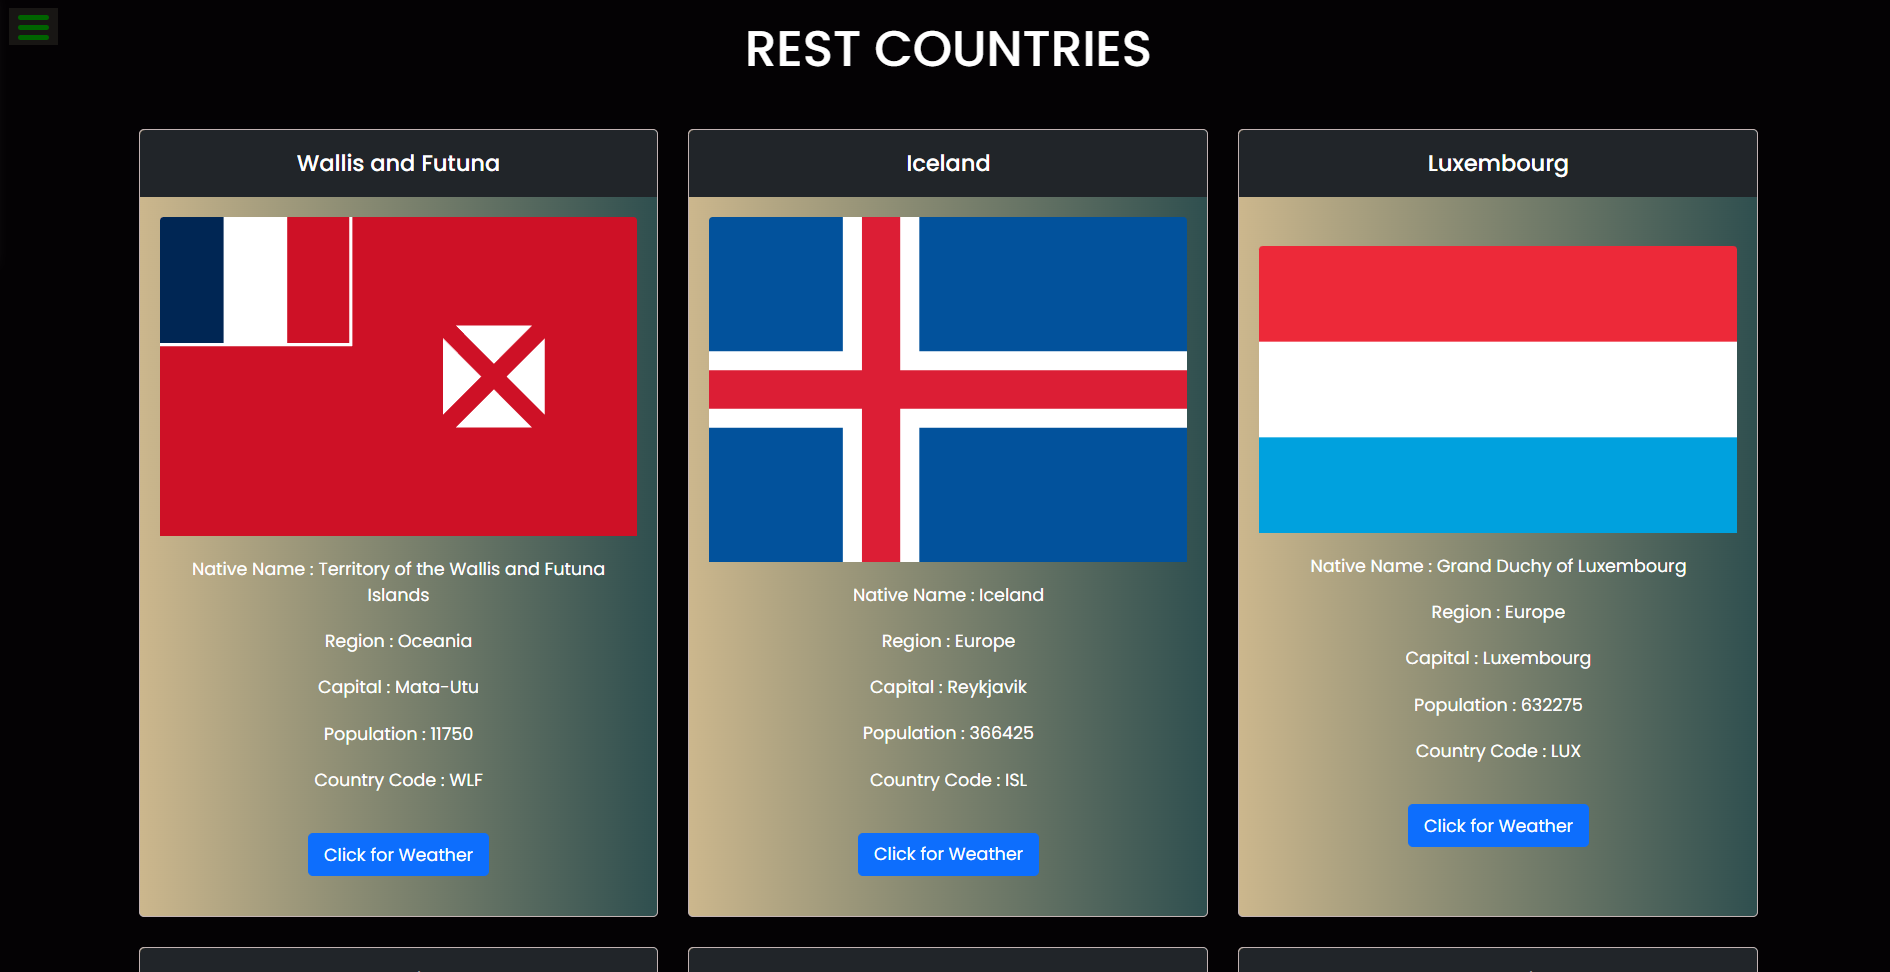 REST COUNTRIES
Wallis and Futuna
Native Name : Territory of the Wallis and Futuna
Islands
Region : Oceania
Capital : Mata-Utu
Population : 11750
Country Code : WLF
Click for Weather
Iceland
Native Name : Iceland
Region : Europe
Capital : Reykjavik
Population : 366425
Country Code : ISL
Click for Weather
Luxembourg
Native Name : Grand Duchy of Luxembourg
Region : Europe
Capital : Luxembourg
Population : 632275
Country Code : LUX
Click for Weather